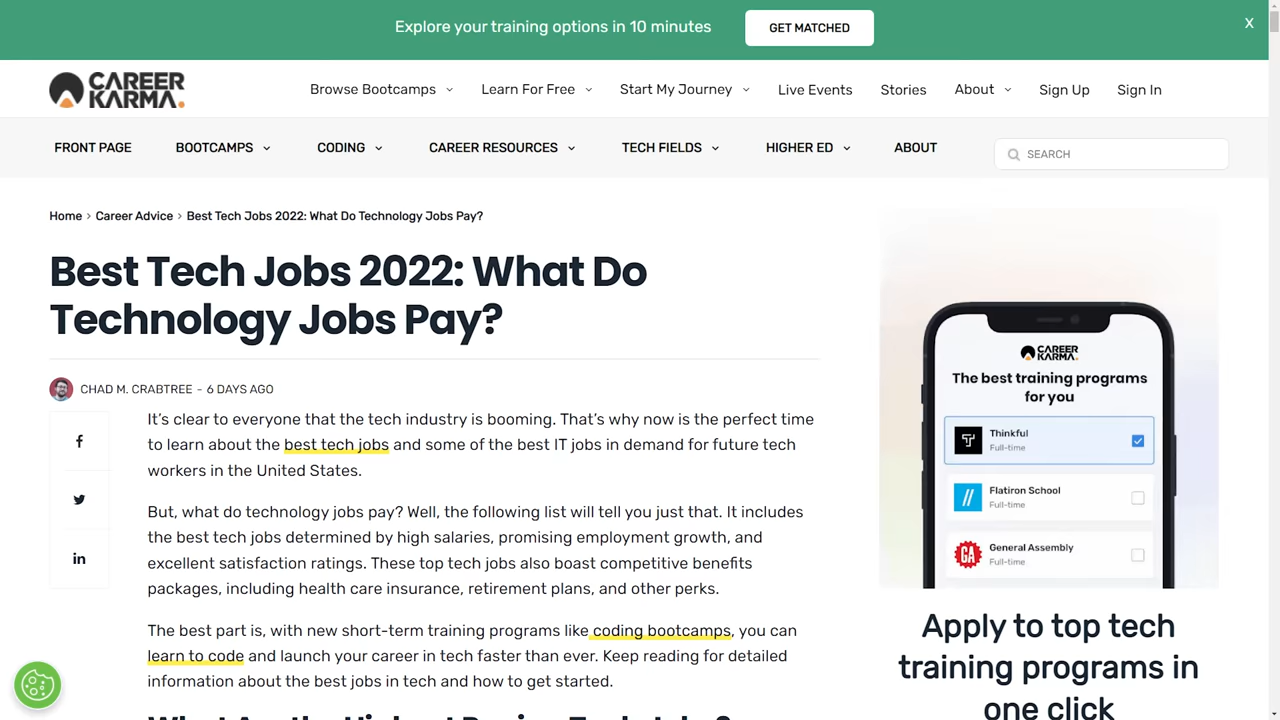 Explore your training options in 10 minutes
GET MATCHED
X
CAREER
KARMA.
Browse Bootcamps
Learn For Free
Start My Journey
Live Events
Stories
About
Sign Up
Sign In
FRONT PAGE
BOOTCAMPS
CODING
CAREER RESOURCES
TECH FIELDS
HIGHER ED
ABOUT
SEARCH
Home › Career Advice › Best Tech Jobs 2022: What Do Technology Jobs Pay?
Best Tech Jobs 2022: What Do
Technology Jobs Pay?
CHAD M. CRABTREE - 6 DAYS AGO
It’s clear to everyone that the tech industry is booming. That’s why now is the perfect time
to learn about the best tech jobs and some of the best IT jobs in demand for future tech
workers in the United States.
But, what do technology jobs pay? Well, the following list will tell you just that. It includes
the best tech jobs determined by high salaries, promising employment growth, and
excellent satisfaction ratings. These top tech jobs also boast competitive benefits
packages, including health care insurance, retirement plans, and other perks.
The best part is, with new short-term training programs like coding bootcamps, you can
learn to code and launch your career in tech faster than ever. Keep reading for detailed
information about the best jobs in tech and how to get started.
CAREER
KARMA.
The best training programs
for you
Thinkful
Full-time
Flatiron School
Full-time
GA
General Assembly
Full-time
Apply to top tech
training programs in
one click